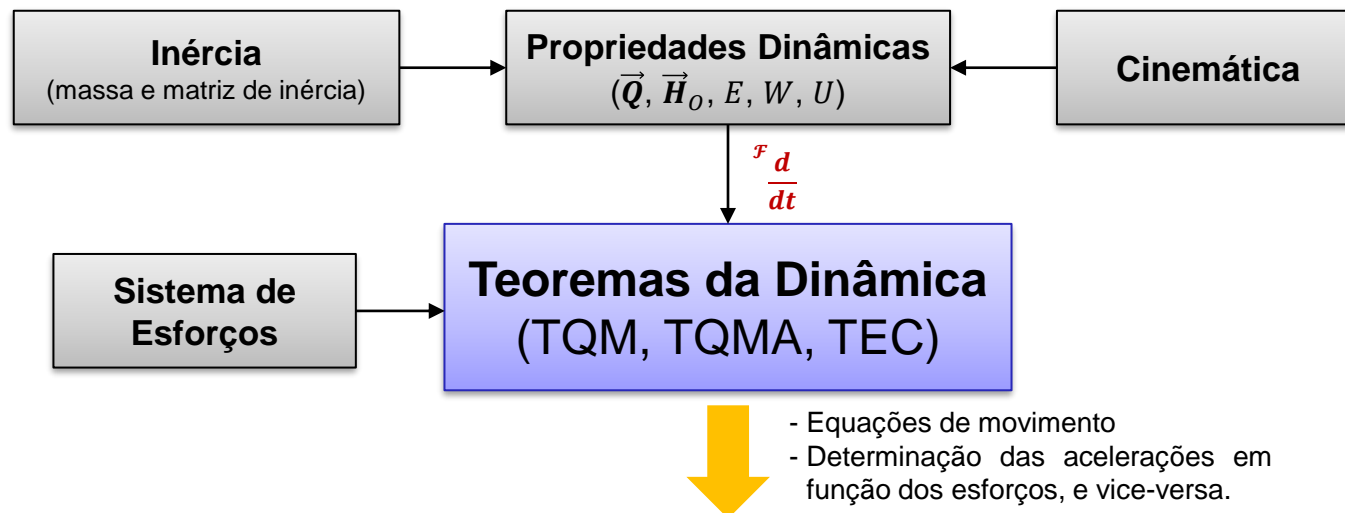 Inércia
(massa e matriz de inércia)
Propriedades Dinâmicas
(Q⃗, H⃗_O, E, W, U)
Cinemática
ℱ d
dt
Sistema de
Esforços
Teoremas da Dinâmica
(TQM, TQMA, TEC)
- Equações de movimento
- Determinação das acelerações em
função dos esforços, e vice-versa.